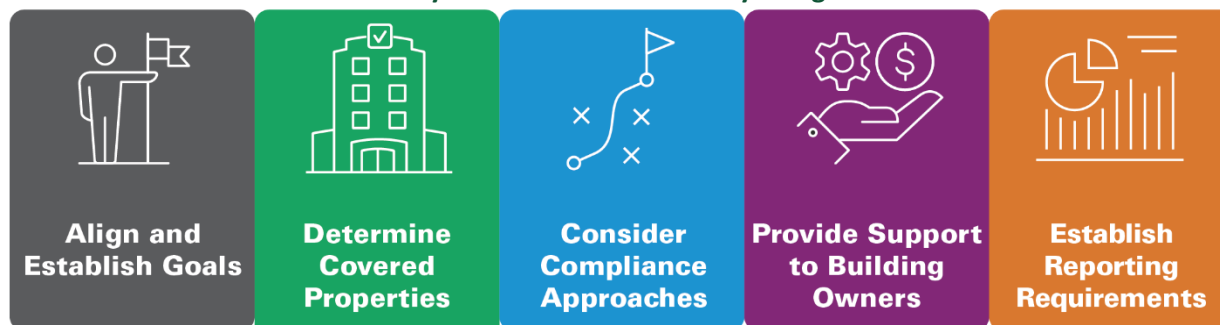 Align and
Establish Goals
Determine
Covered
Properties
Consider
Compliance
Approaches
Provide Support
to Building
Owners
Establish
Reporting
Requirements